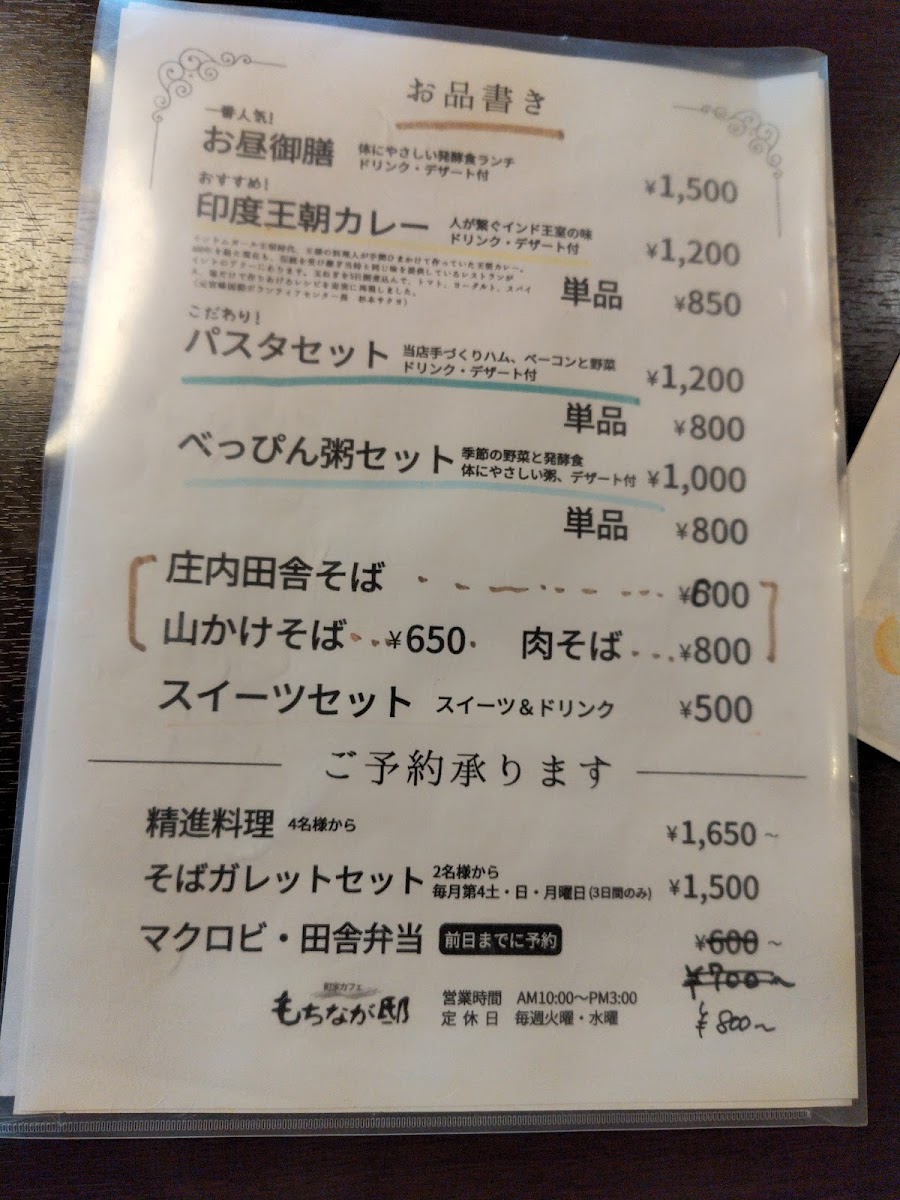 お品書き
一番人気!
お昼御膳 体にやさしい発酵食ランチ
ドリンク・デザート付
¥1,500
おすすめ!
印度王朝カレー 人が繋ぐインド王室の味
ドリンク・デザート付
¥1,200
単品 ¥850
こだわり!
パスタセット 当店手づくりハム、ベーコンと野菜
ドリンク・デザート付
¥1,200
単品 ¥800
べっぴん粥セット 季節の野菜と発酵食
体にやさしい粥、デザート付
¥1,000
単品 ¥800
庄内田舎そば ¥600
山かけそば ¥650 肉そば ¥800
スイーツセット スイーツ&ドリンク ¥500
ご予約承ります
精進料理 4名様から ¥1,650~
そばガレットセット 2名様から
毎月第4土・日・月曜日(3日間のみ)
¥1,500
マクロビ・田舎弁当 前日までに予約 ¥600~
¥700~
¥800~
町家カフェ
もちなが邸
営業時間 AM10:00~PM3:00
定休日 毎週火曜・水曜